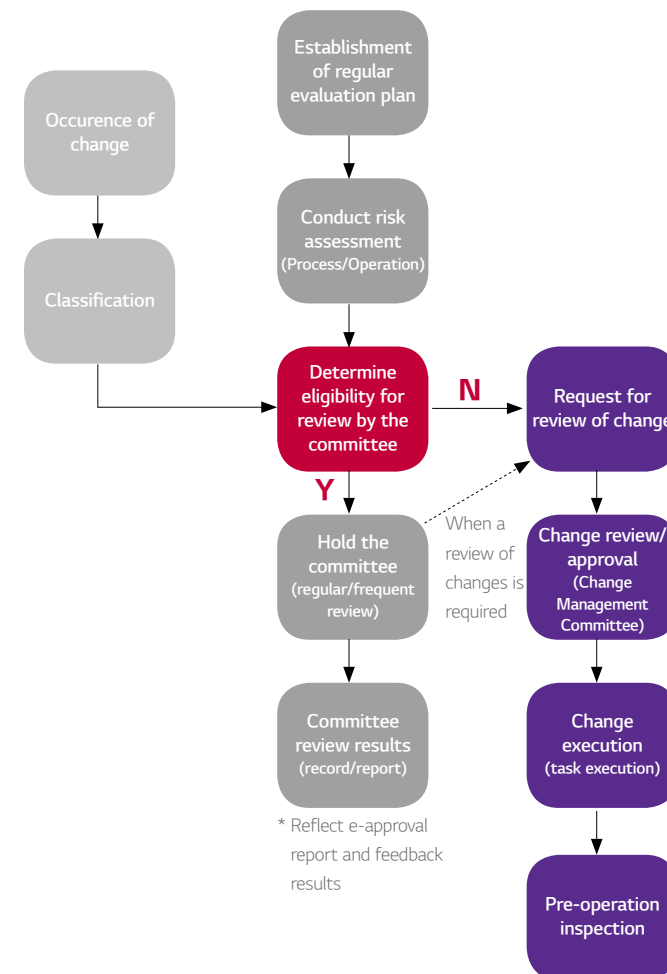 Establishment
of regular
evaluation plan
Occurence of
change
Conduct risk
assessment
(Process/Operation)
Classification
Determine
eligibility for
review by the
committee
N
Request for
review of change
Y
When a
review of
changes is
required
Hold the
committee
(regular/frequent
review)
Change review/
approval
(Change
Management
Committee)
Committee
review results
(record/report)
Change
execution
(task execution)
* Reflect e-approval
report and feedback
results
Pre-operation
inspection